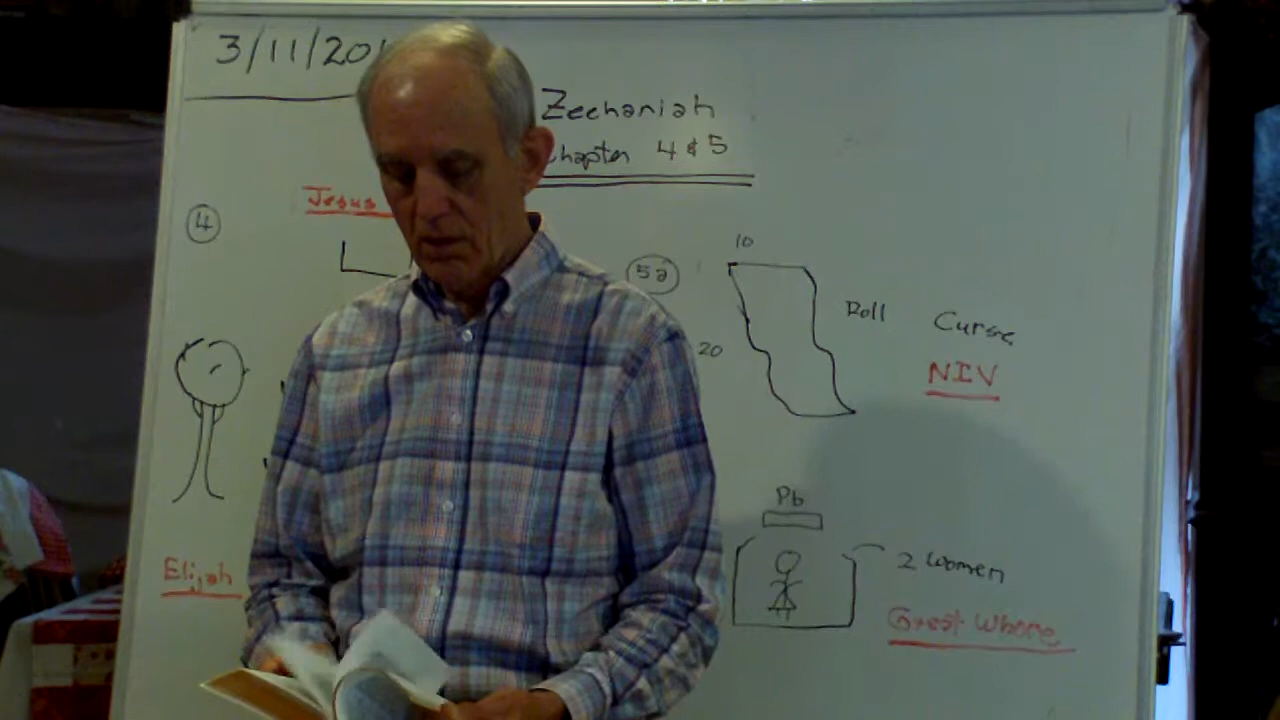 3/11/201
Zechariah
Chapter 4 & 5
Jesus
4
10
5a
Roll
Curse
20
NIV
Pb
2 women
Elijah
Great Whore